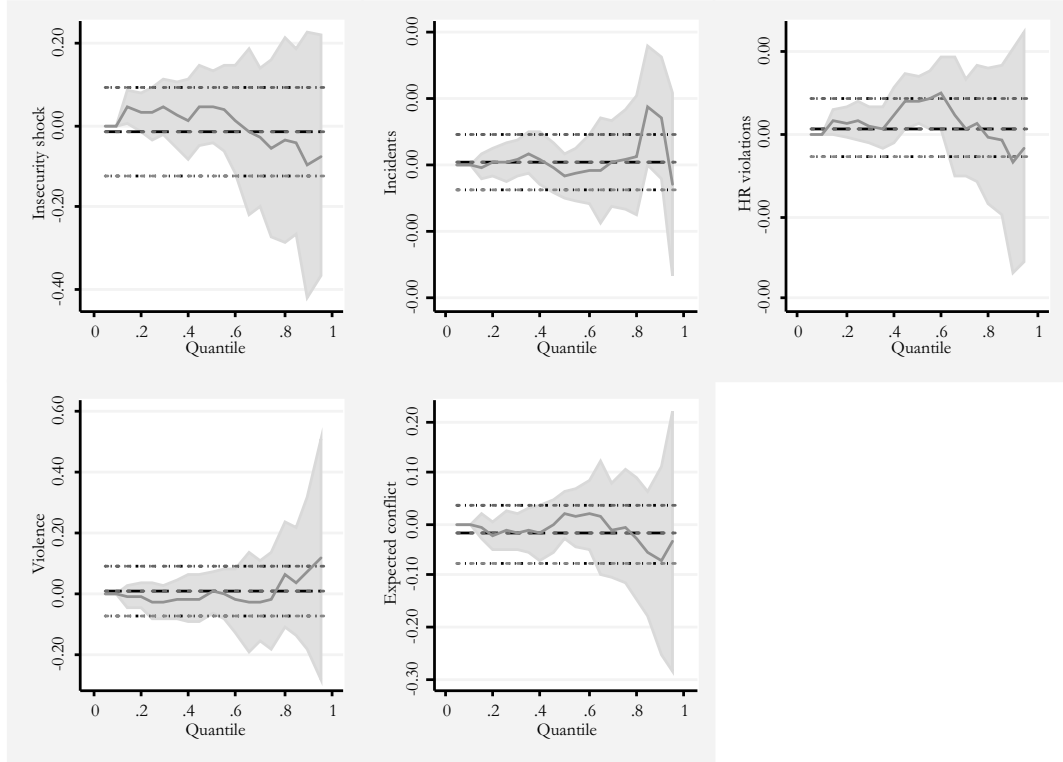 Insecurity shock
0.20
0.00
-0.20
-0.40
0 .2 .4 .6 .8 1
Quantile
Incidents
0.00
0.00
0.00
-0.00
-0.00
0 .2 .4 .6 .8 1
Quantile
HR violations
0.00
0.00
-0.00
-0.00
0 .2 .4 .6 .8 1
Quantile
Violence
0.60
0.40
0.20
0.00
-0.20
0 .2 .4 .6 .8 1
Quantile
Expected conflict
0.20
0.10
0.00
-0.10
-0.20
-0.30
0 .2 .4 .6 .8 1
Quantile